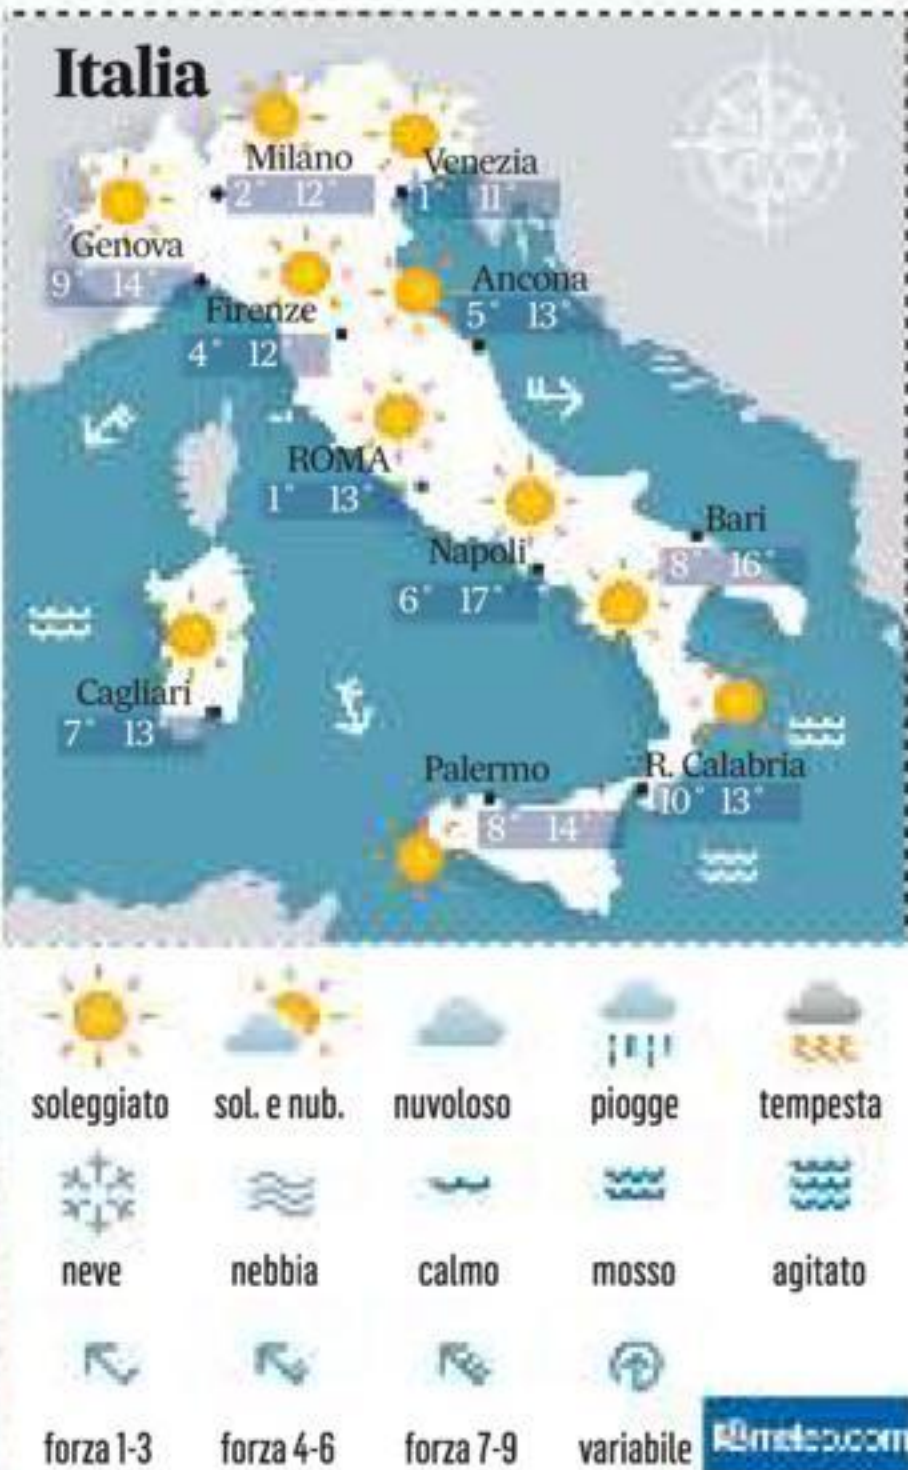 Italia
Milano
2° 12°
Venezia
1° 11°
Genova
9° 14°
Ancona
5° 13°
Firenze
4° 12°
ROMA
1° 13°
Bari
8° 16°
Napoli
6° 17°
Cagliari
7° 13°
Palermo
8° 14°
R. Calabria
10° 13°
soleggiato sol. e nub. nuvoloso piogge tempesta
neve nebbia calmo mosso agitato
forza 1-3 forza 4-6 forza 7-9 variabile